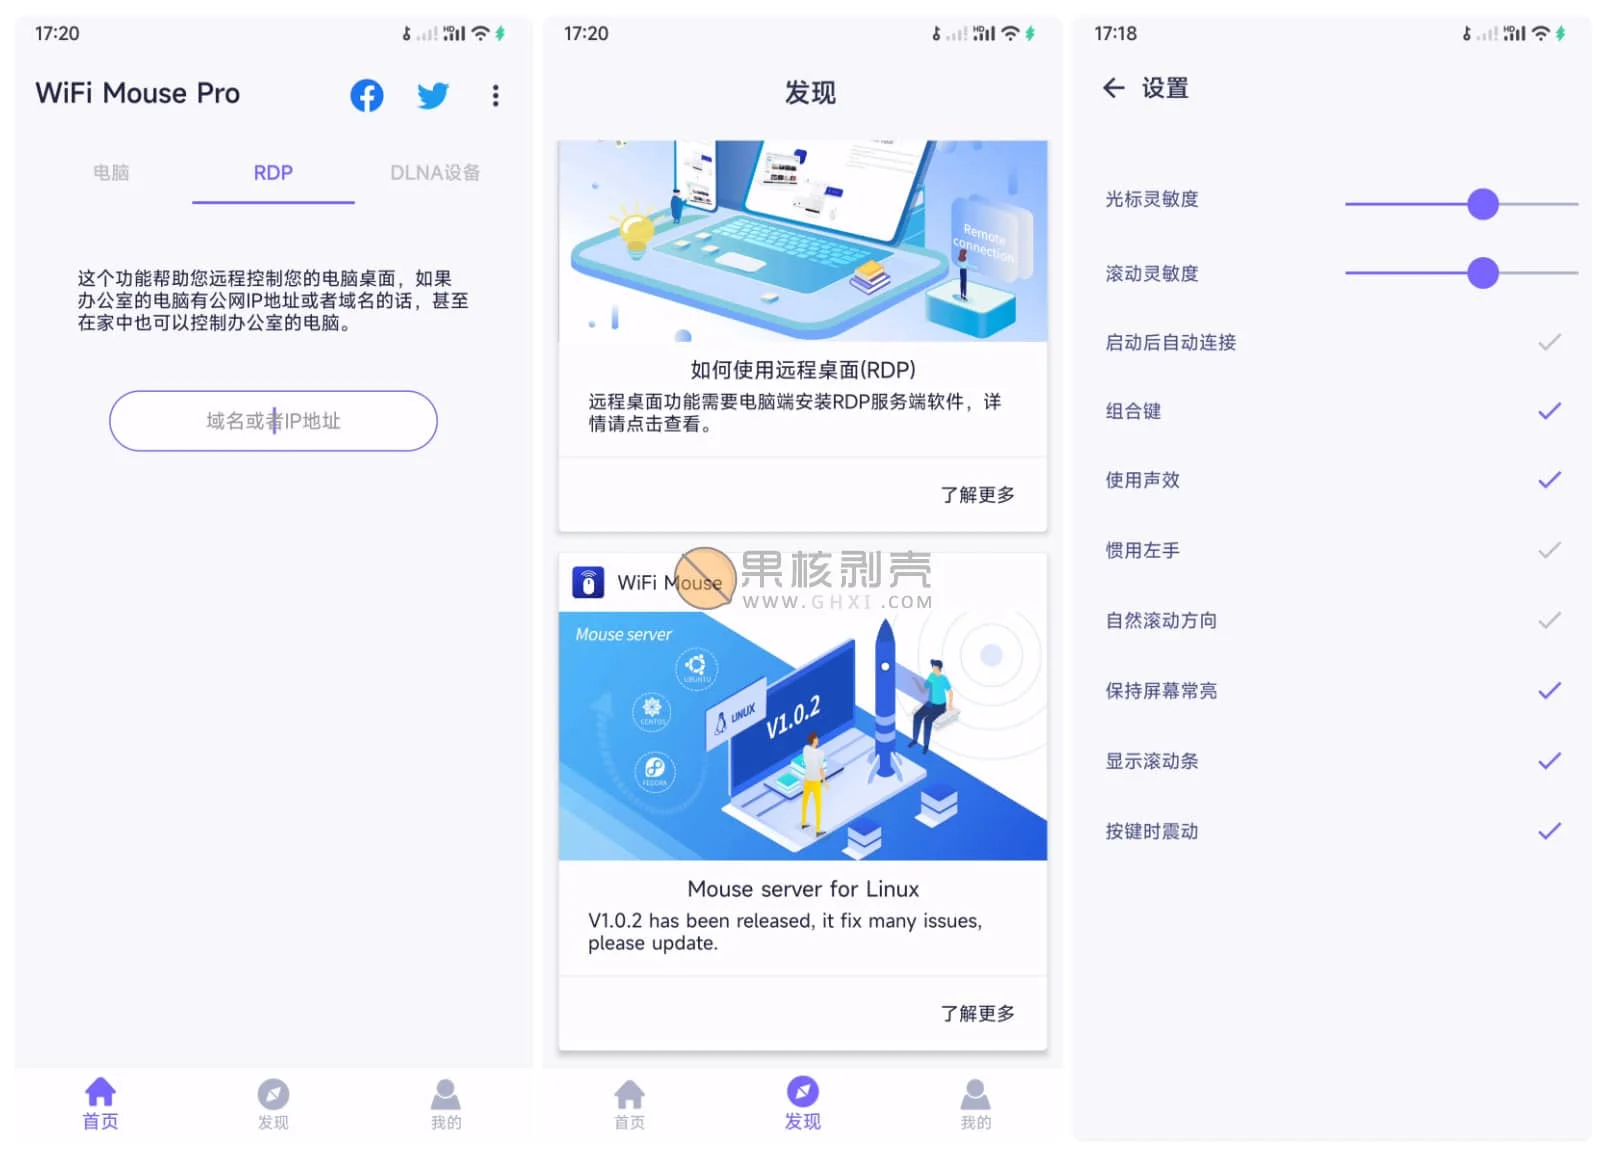 17:20
WiFi Mouse Pro
电脑
RDP
DLNA设备
这个功能帮助您远程控制您的电脑桌面，如果
办公室的电脑有公网IP地址或者域名的话，甚至
在家中也可以控制办公室的电脑。
域名或者IP地址
首页
发现
我的
17:20
发现
Remote
connection
如何使用远程桌面(RDP)
远程桌面功能需要电脑端安装RDP服务端软件，详
情请点击查看。
了解更多
WiFi Mouse
果核剥壳
WWW.GHXI.COM
Mouse server
UBUNTU
CENTOS
FEDORA
LINUX
V1.0.2
Mouse server for Linux
V1.0.2 has been released, it fix many issues,
please update.
了解更多
首页
发现
我的
17:18
设置
光标灵敏度
滚动灵敏度
启动后自动连接
组合键
使用声效
惯用左手
自然滚动方向
保持屏幕常亮
显示滚动条
按键时震动